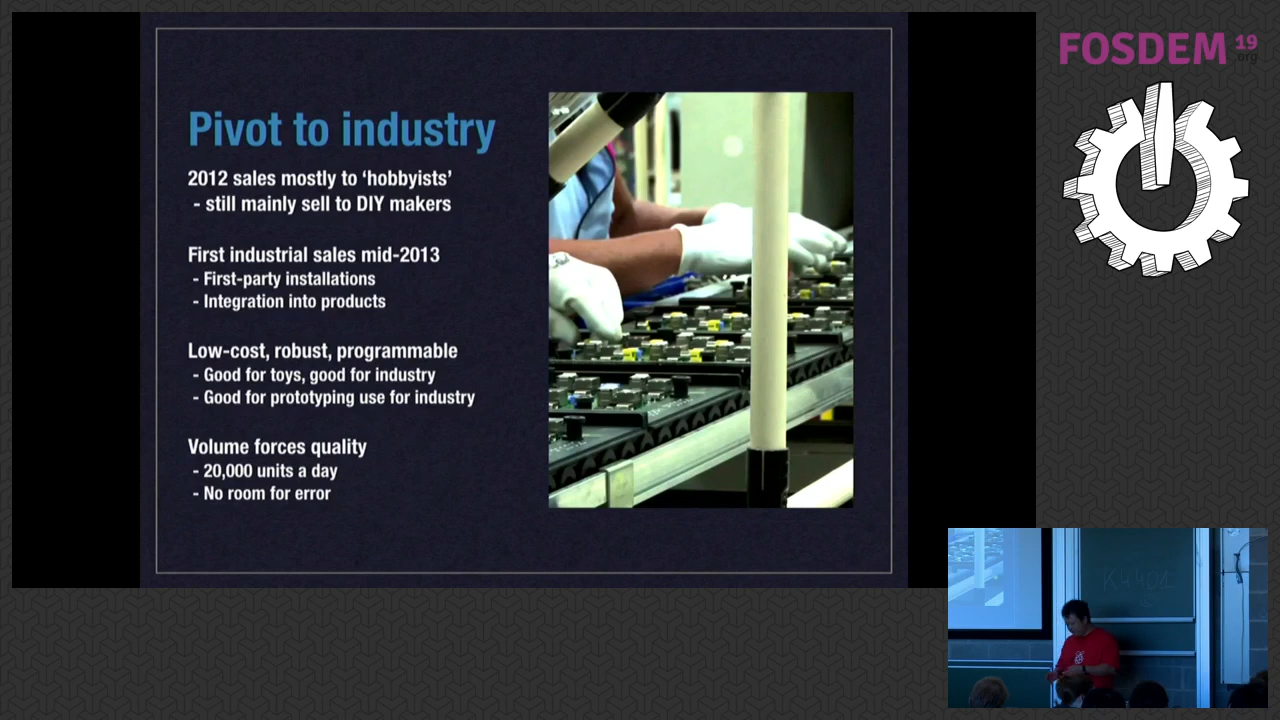 Pivot to industry
2012 sales mostly to ‘hobbyists’
- still mainly sell to DIY makers
First industrial sales mid-2013
- First-party installations
- Integration into products
Low-cost, robust, programmable
- Good for toys, good for industry
- Good for prototyping use for industry
Volume forces quality
- 20,000 units a day
- No room for error
FOSDEM 19
.org